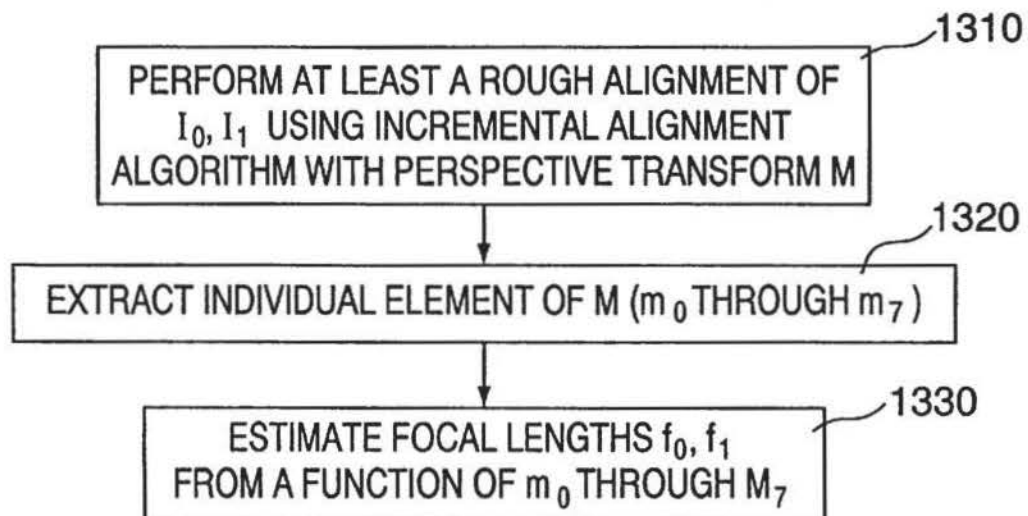 1310
PERFORM AT LEAST A ROUGH ALIGNMENT OF
I₀, I₁ USING INCREMENTAL ALIGNMENT
ALGORITHM WITH PERSPECTIVE TRANSFORM M
1320
EXTRACT INDIVIDUAL ELEMENT OF M (m₀ THROUGH m₇)
1330
ESTIMATE FOCAL LENGTHS f₀, f₁
FROM A FUNCTION OF m₀ THROUGH M₇